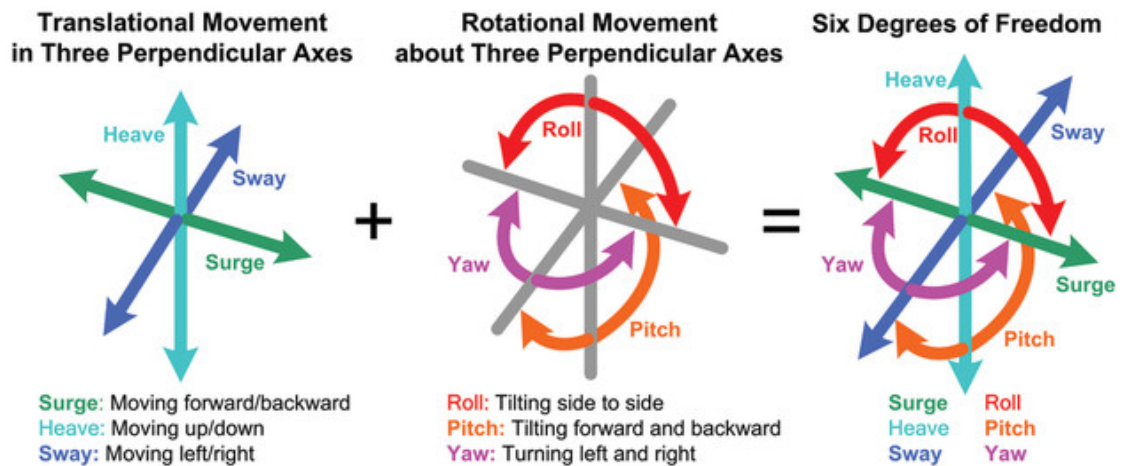 Translational Movement
in Three Perpendicular Axes
Heave
Sway
Surge
Surge: Moving forward/backward
Heave: Moving up/down
Sway: Moving left/right
+
Rotational Movement
about Three Perpendicular Axes
Roll
Yaw
Pitch
Roll: Tilting side to side
Pitch: Tilting forward and backward
Yaw: Turning left and right
=
Six Degrees of Freedom
Heave
Roll
Sway
Yaw
Surge
Pitch
Surge Roll
Heave Pitch
Sway Yaw